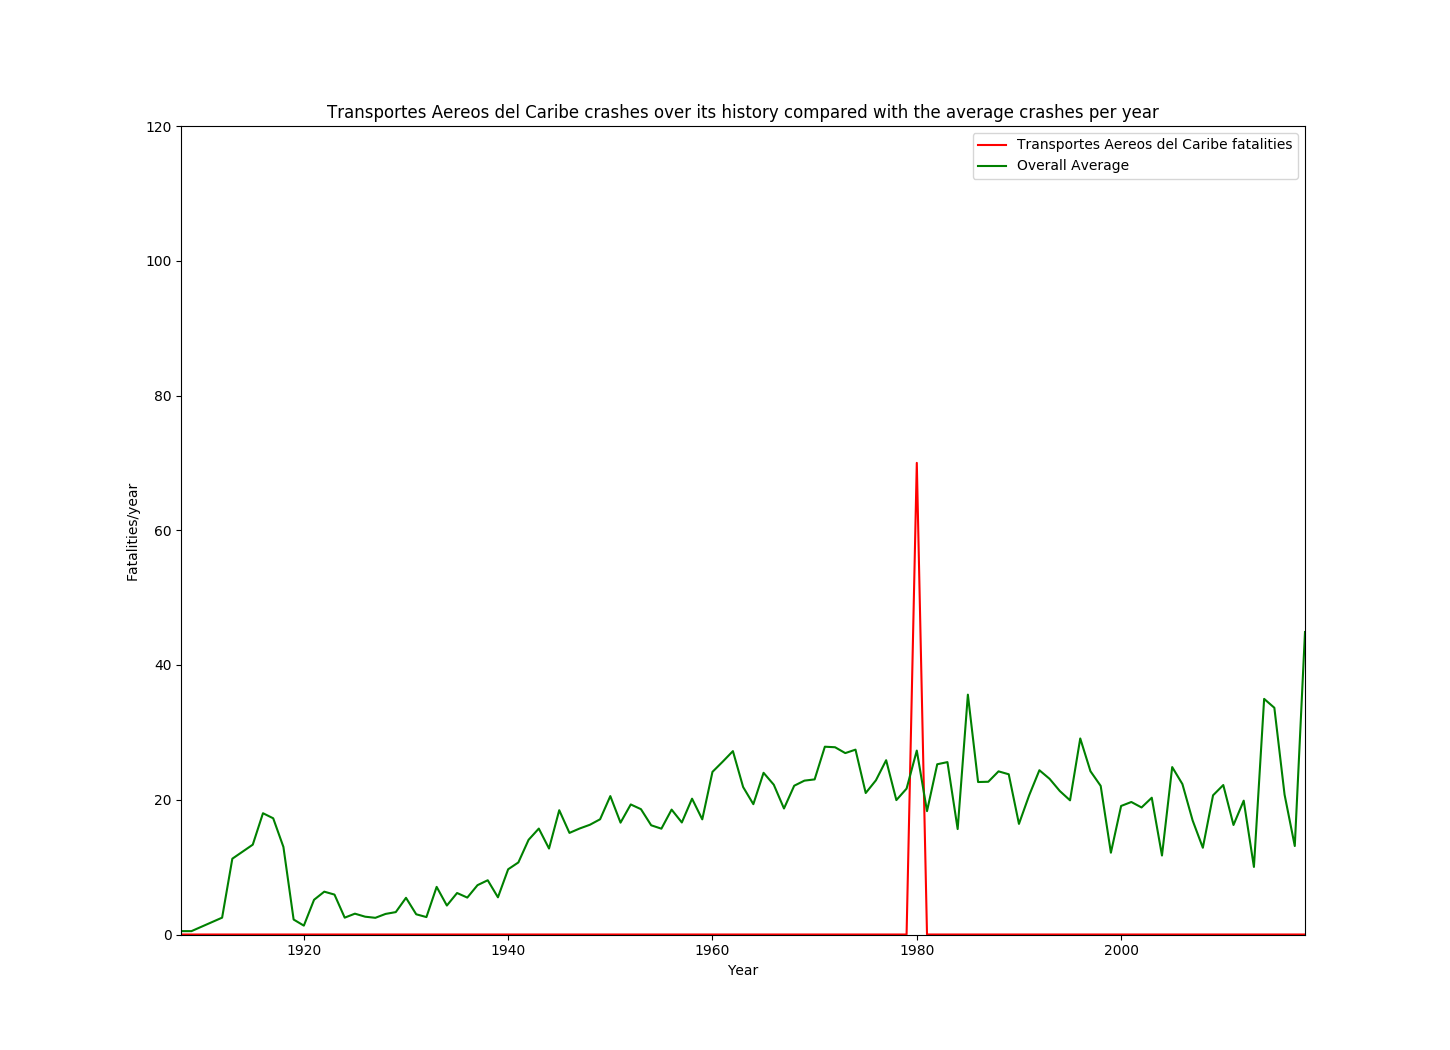 Transportes Aereos del Caribe crashes over its history compared with the average crashes per year
Transportes Aereos del Caribe fatalities
Overall Average
120
100
80
60
40
20
0
Fatalities/year
1920 1940 1960 1980 2000
Year